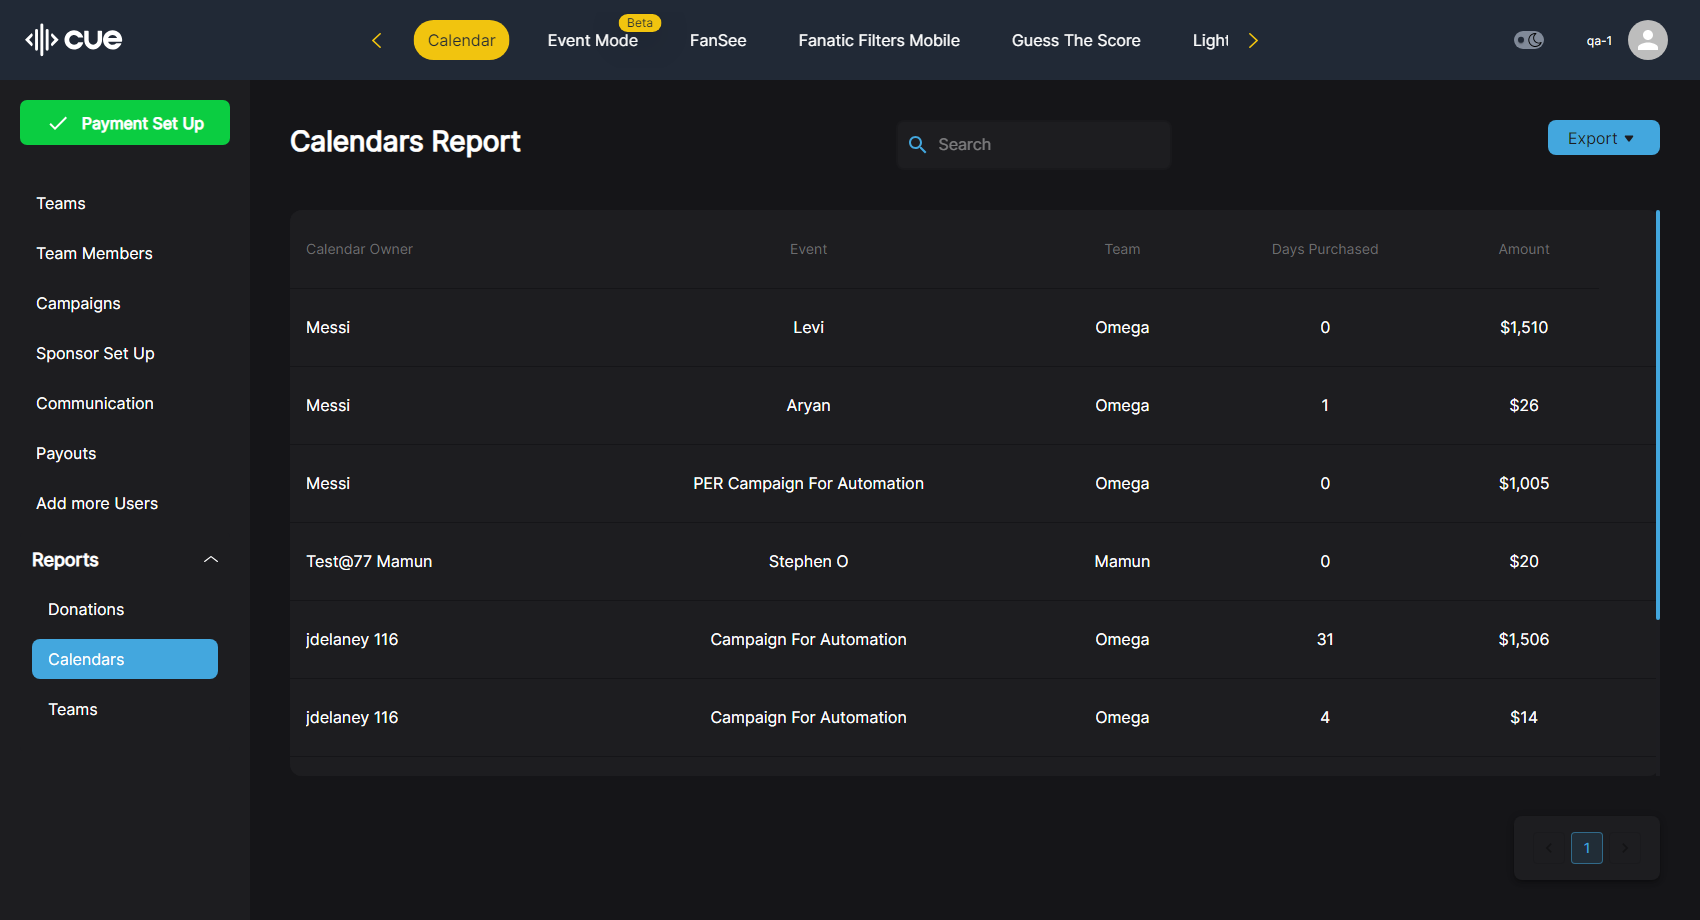 cue
Calendar
Event Mode
Beta
FanSee
Fanatic Filters Mobile
Guess The Score
Light
qa-1
Payment Set Up
Teams
Team Members
Campaigns
Sponsor Set Up
Communication
Payouts
Add more Users
Reports
Donations
Calendars
Teams
Calendars Report
Search
Export
Calendar Owner Event Team Days Purchased Amount
Messi Levi Omega 0 $1,510
Messi Aryan Omega 1 $26
Messi PER Campaign For Automation Omega 0 $1,005
Test@77 Mamun Stephen O Mamun 0 $20
jdelaney 116 Campaign For Automation Omega 31 $1,506
jdelaney 116 Campaign For Automation Omega 4 $14
1